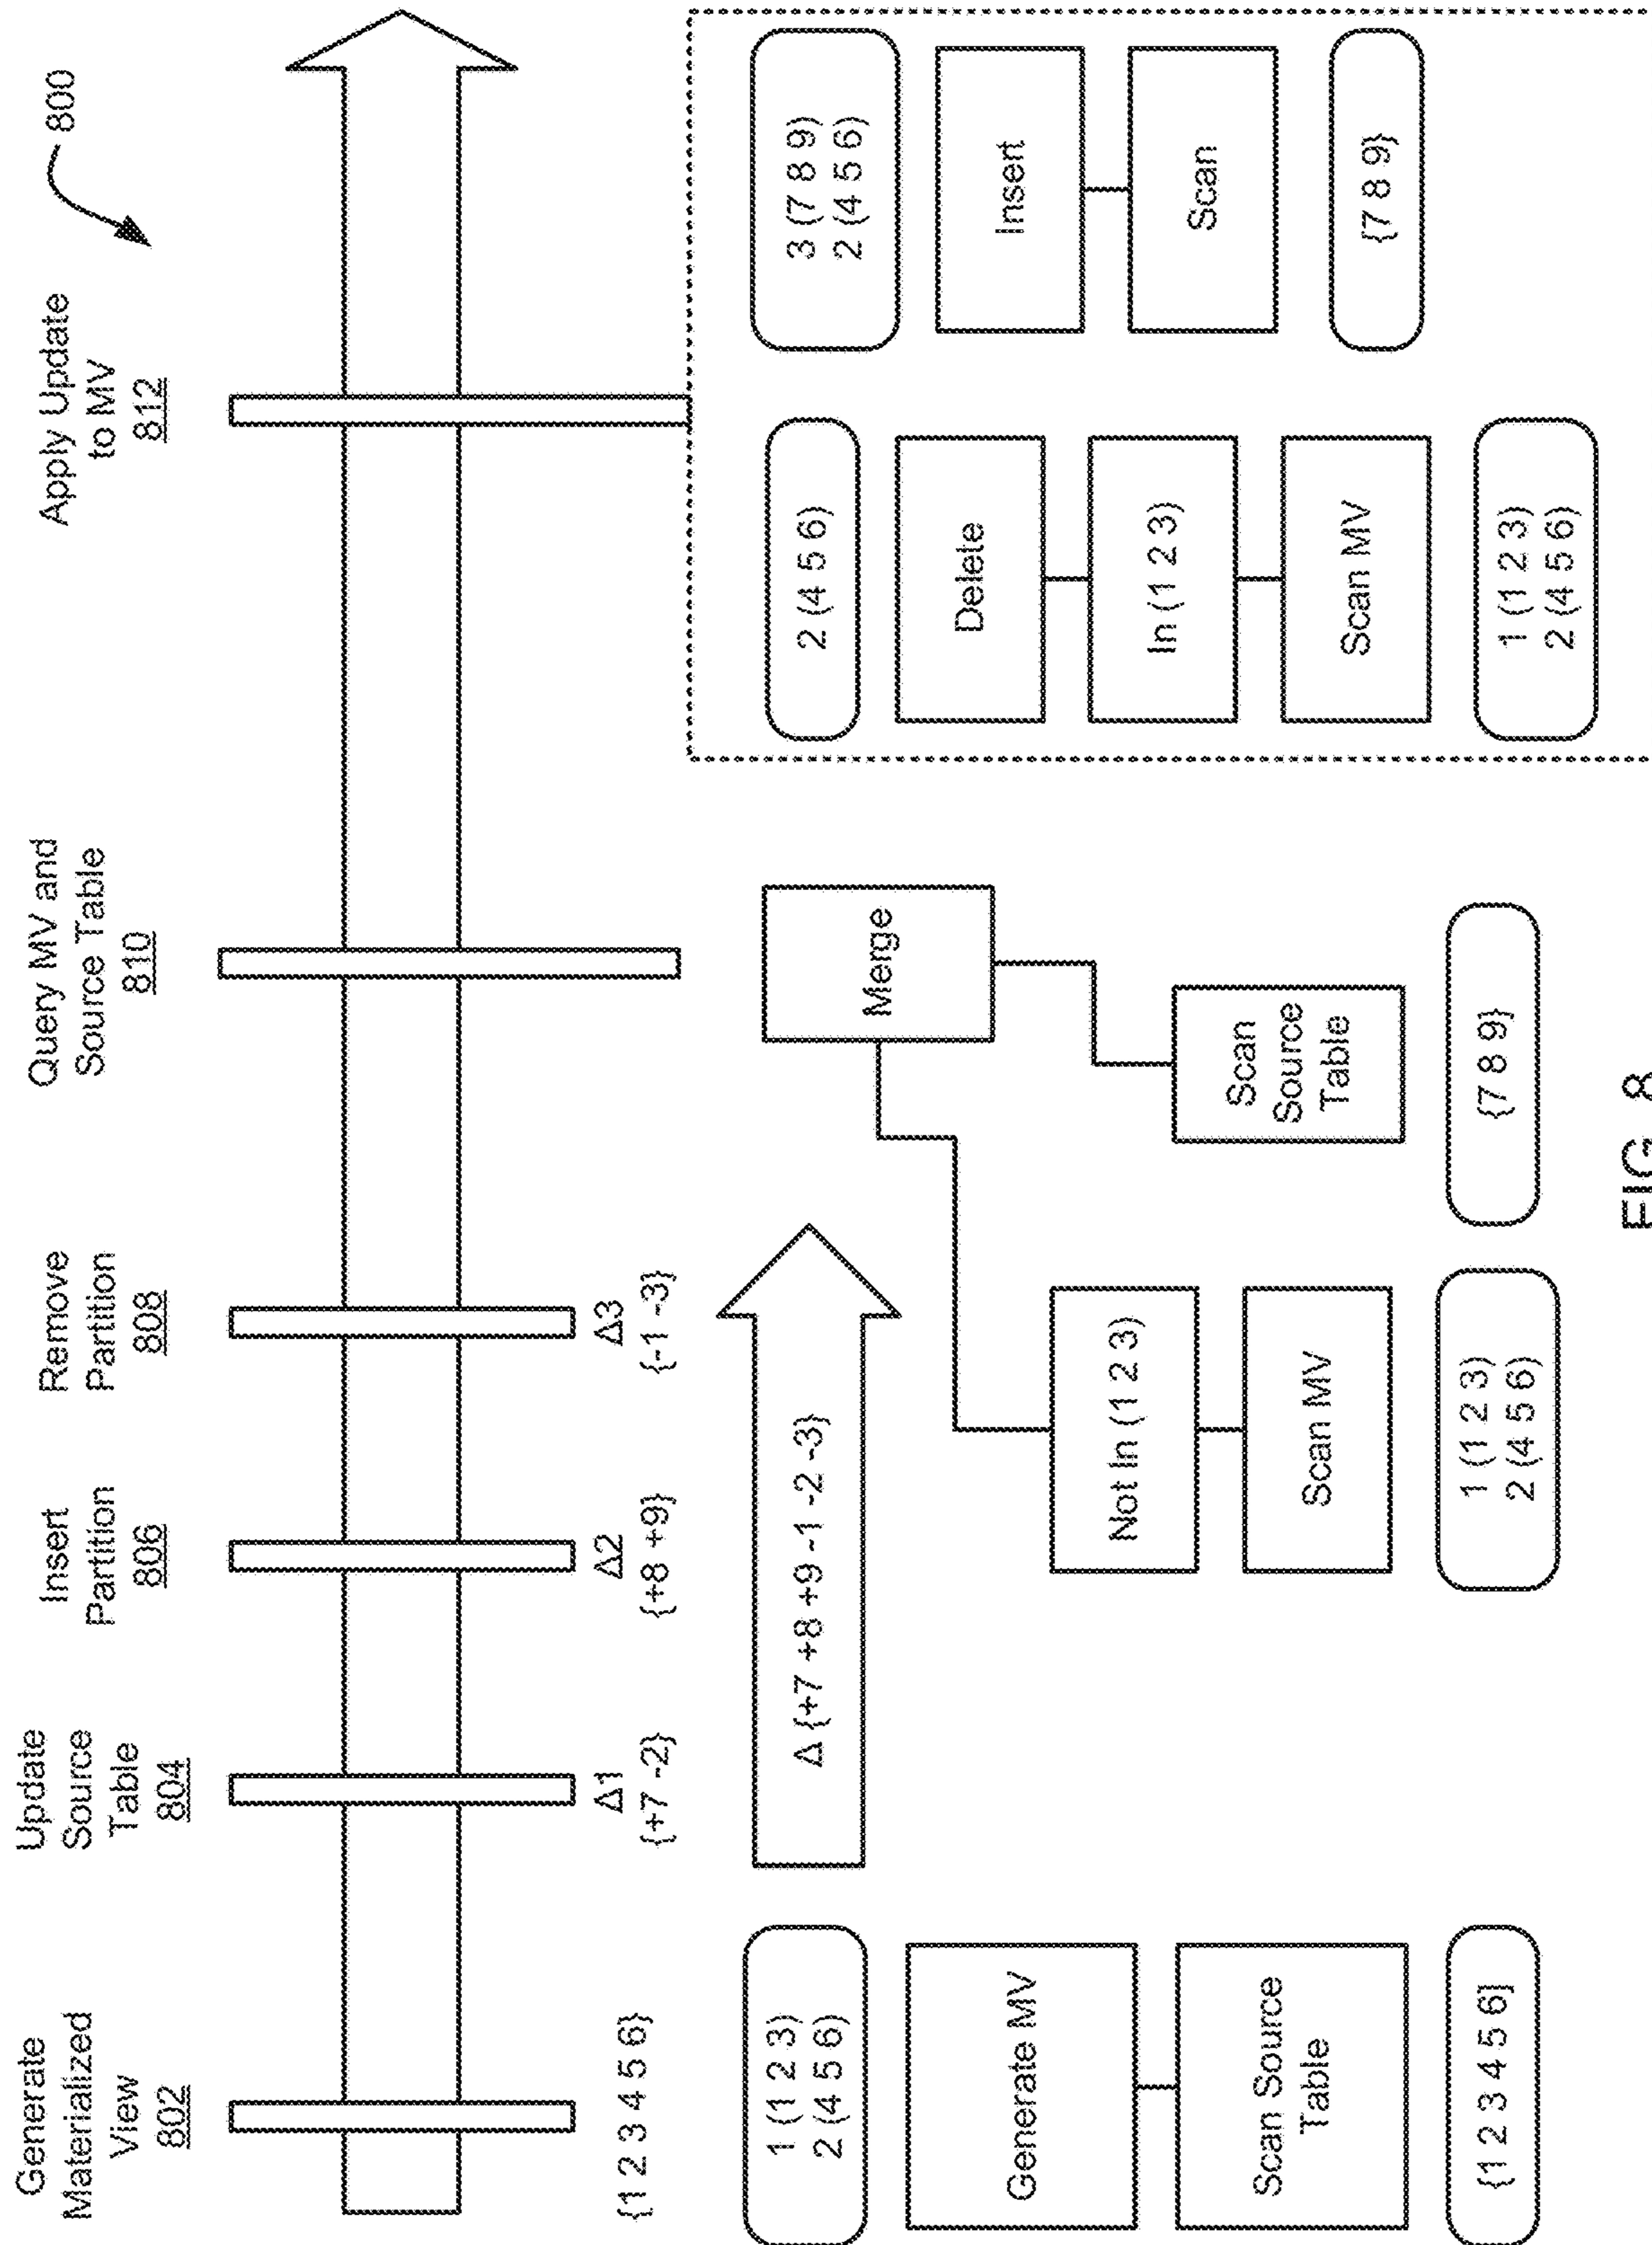 800
Generate
Materialized
View
802
Update
Source
Table
804
Insert
Partition
806
Remove
Partition
808
Query MV and
Source Table
810
Apply Update
to MV
812
{1 2 3 4 5 6}
Δ1
{+7 -2}
Δ2
{+8 +9}
Δ3
{-1 -3}
Δ {+7 +8 +9 -1 -2 -3}
1 (1 2 3)
2 (4 5 6)
Generate MV
Scan Source
Table
{1 2 3 4 5 6]
Merge
Not In (1 2 3)
Scan MV
1 (1 2 3)
2 (4 5 6)
Scan
Source
Table
{7 8 9}
2 (4 5 6)
Delete
In (1 2 3)
Scan MV
1 (1 2 3)
2 (4 5 6)
3 (7 8 9)
2 (4 5 6)
Insert
Scan
{7 8 9}
FIG. 8